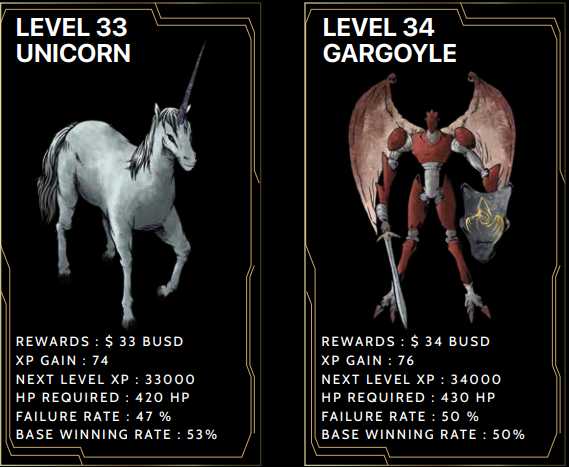 LEVEL 33
UNICORN
REWARDS : $ 33 BUSD
XP GAIN : 74
NEXT LEVEL XP : 33000
HP REQUIRED : 420 HP
FAILURE RATE : 47 %
BASE WINNING RATE : 53%
LEVEL 34
GARGOYLE
REWARDS : $ 34 BUSD
XP GAIN : 76
NEXT LEVEL XP : 34000
HP REQUIRED : 430 HP
FAILURE RATE : 50 %
BASE WINNING RATE : 50%